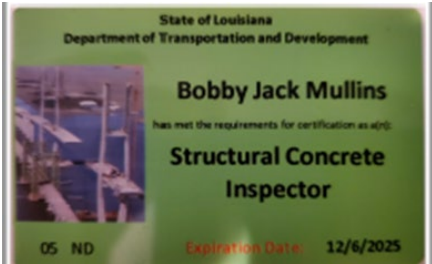 State of Louisiana
Department of Transportation and Development
Bobby Jack Mullins
has met the requirements for certification as a(n):
Structural Concrete
Inspector
05 ND Expiration Date: 12/6/2025